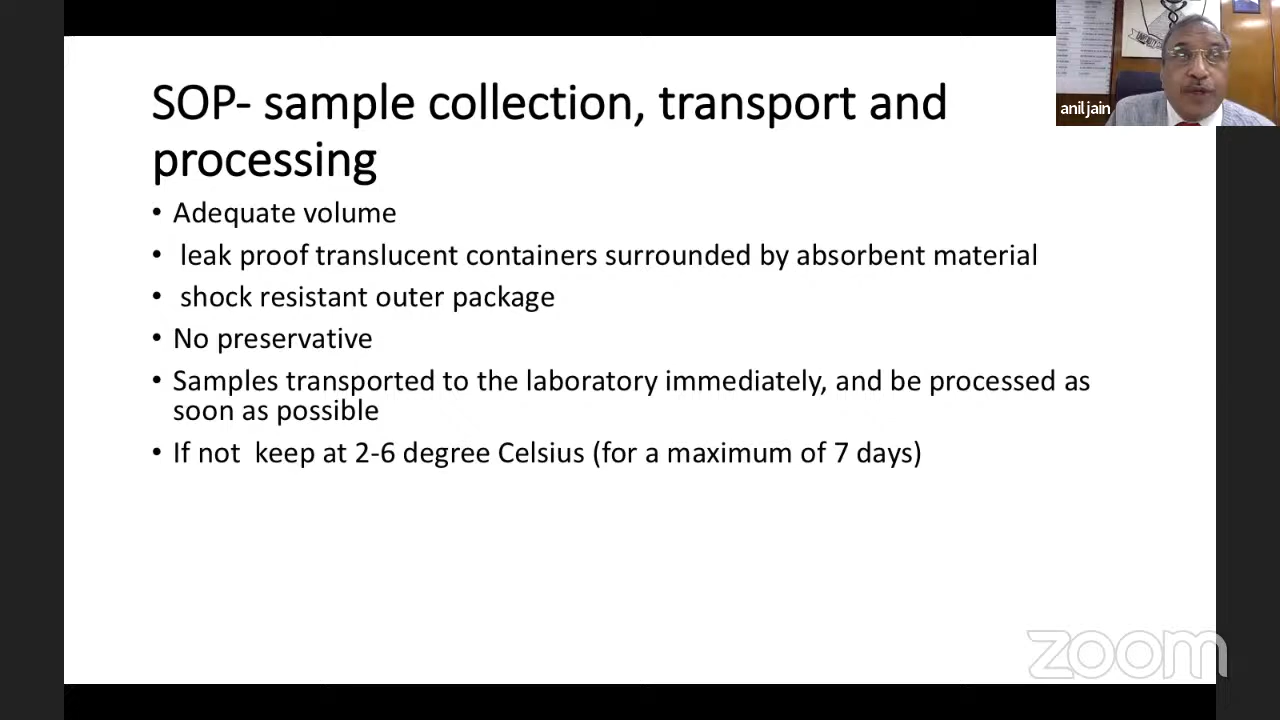 SOP- sample collection, transport and
processing
• Adequate volume
• leak proof translucent containers surrounded by absorbent material
• shock resistant outer package
• No preservative
• Samples transported to the laboratory immediately, and be processed as
soon as possible
• If not keep at 2-6 degree Celsius (for a maximum of 7 days)
anil jain
zoom